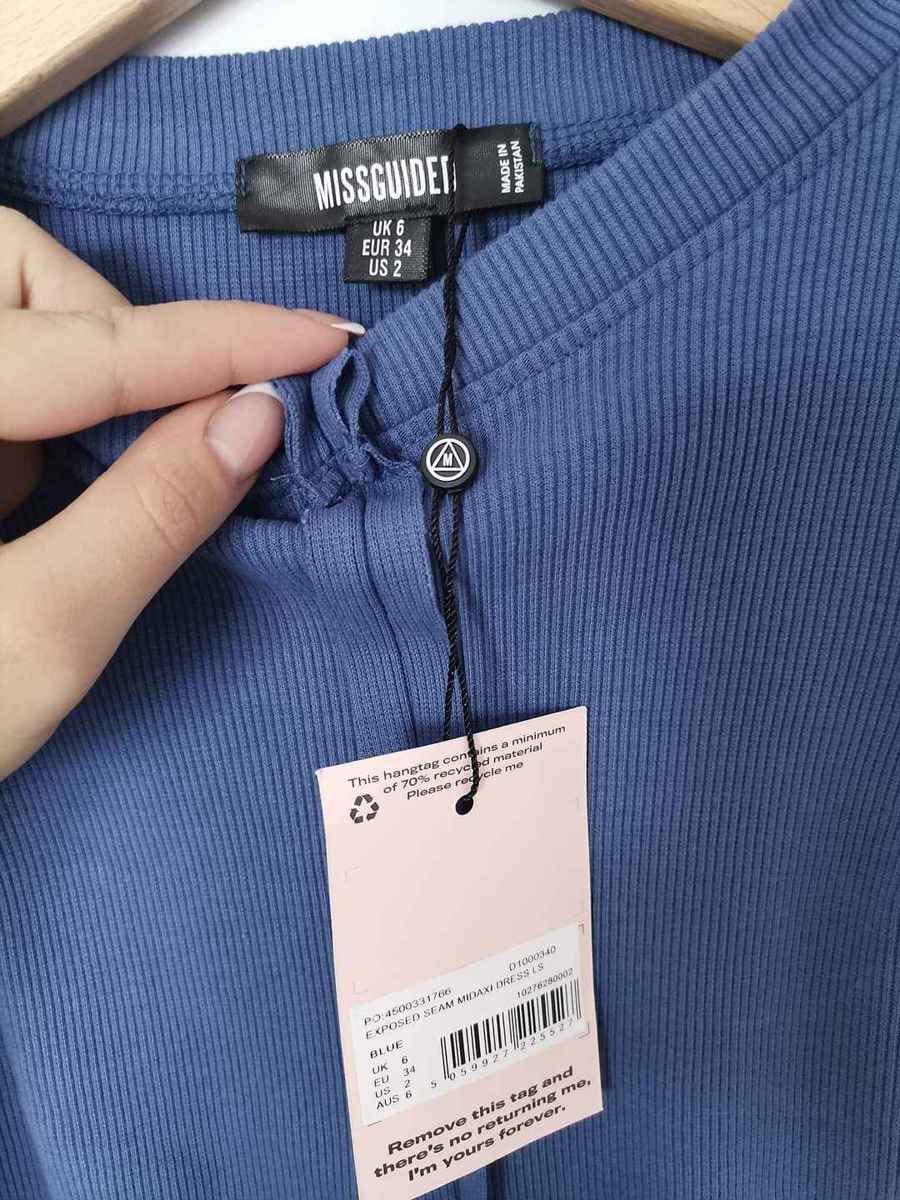 MISSGUIDED
MADE IN
PAKISTAN
UK 6
EUR 34
US 2
M
This hangtag contains a minimum
of 70% recycled material
Please recycle me
D1000340
PO:4500331766
EXPOSED SEAM MIDAXI DRESS LS
10276280002
BLUE
UK 6
EU 34
US 2
AUS 6
5 059927 225527
Remove this tag and
there's no returning me,
I'm yours forever.